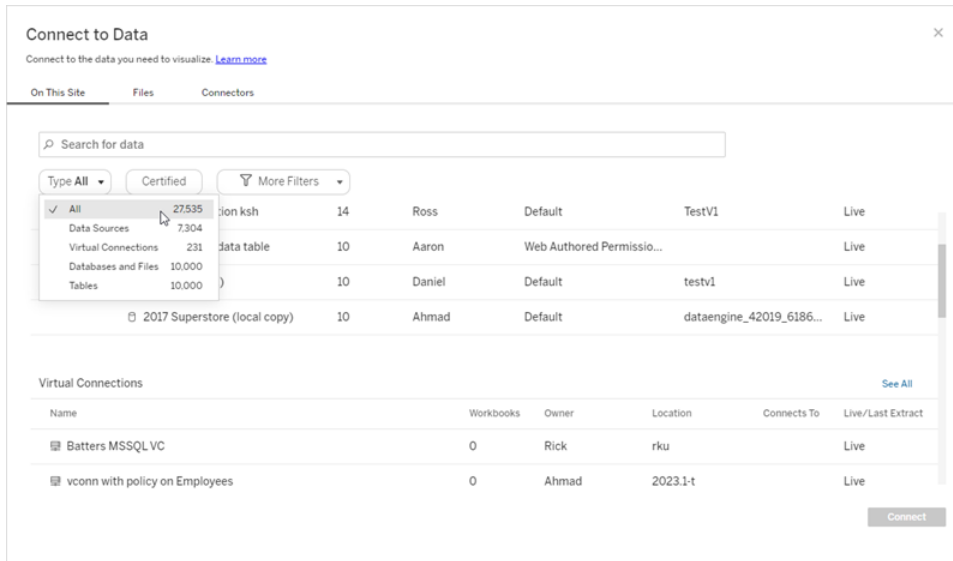 Connect to Data
Connect to the data you need to visualize. Learn more
On This Site Files Connectors
Search for data
Type All Certified More Filters
All 27,535
Data Sources 7,304
Virtual Connections 231
Databases and Files 10,000
Tables 10,000
ion ksh 14 Ross Default TestV1 Live
data table 10 Aaron Web Authored Permissio... Live
) 10 Daniel Default testv1 Live
2017 Superstore (local copy) 10 Ahmad Default dataengine_42019_6186... Live
Virtual Connections See All
Name Workbooks Owner Location Connects To Live/Last Extract
Batters MSSQL VC 0 Rick rku Live
vconn with policy on Employees 0 Ahmad 2023.1-t Live
Connect